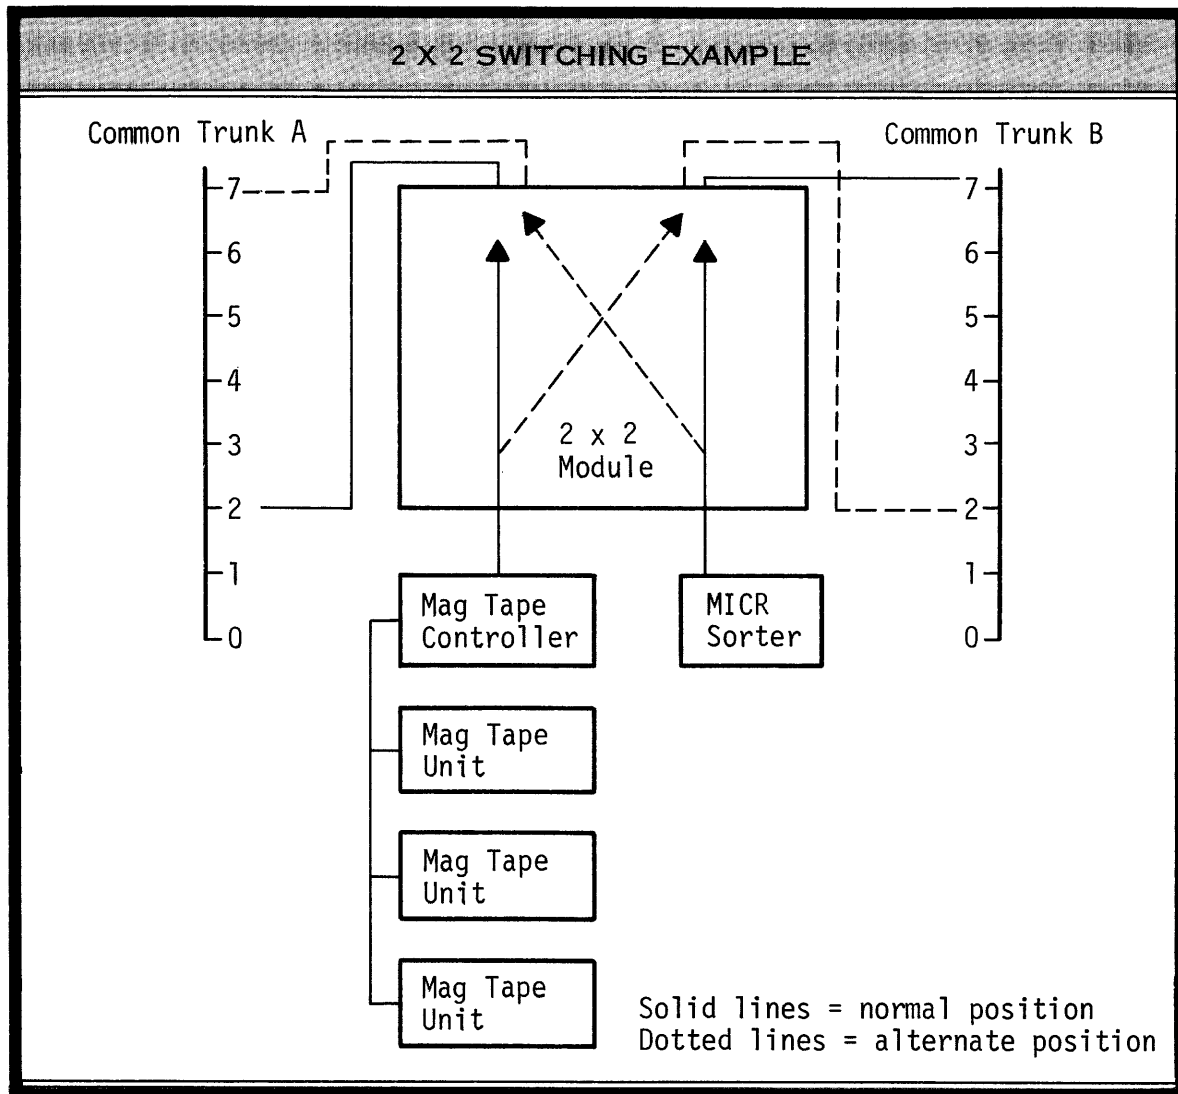 2 X 2 SWITCHING EXAMPLE
Common Trunk A
Common Trunk B
7
6
5
4
3
2
1
0
7
6
5
4
3
2
1
0
2 x 2
Module
Mag Tape
Controller
MICR
Sorter
Mag Tape
Unit
Mag Tape
Unit
Mag Tape
Unit
Solid lines = normal position
Dotted lines = alternate position